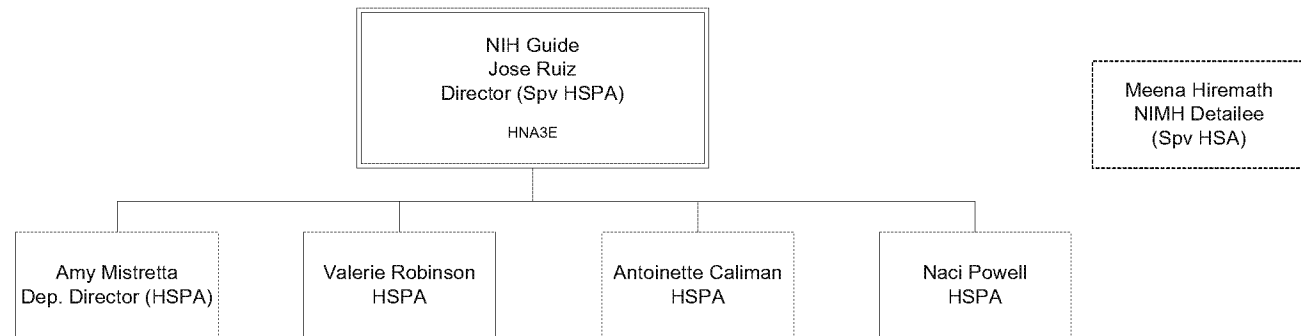 NIH Guide
Jose Ruiz
Director (Spv HSPA)
HNA3E
Meena Hiremath
NIMH Detailee
(Spv HSA)
Amy Mistretta
Dep. Director (HSPA)
Valerie Robinson
HSPA
Antoinette Caliman
HSPA
Naci Powell
HSPA